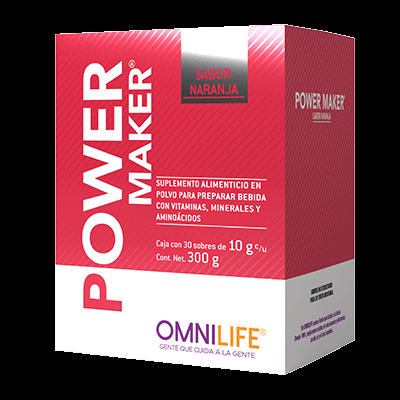 POWER
MAKER®
SABOR
NARANJA
SUPLEMENTO ALIMENTICIO EN
POLVO PARA PREPARAR BEBIDA
CON VITAMINAS, MINERALES Y
AMINOÁCIDOS
Caja con 30 sobres de 10 g c/u
Cont. Net. 300 g
OMNILIFE®
GENTE QUE CUIDA A LA GENTE
POWER MAKER®
SABOR NARANJA